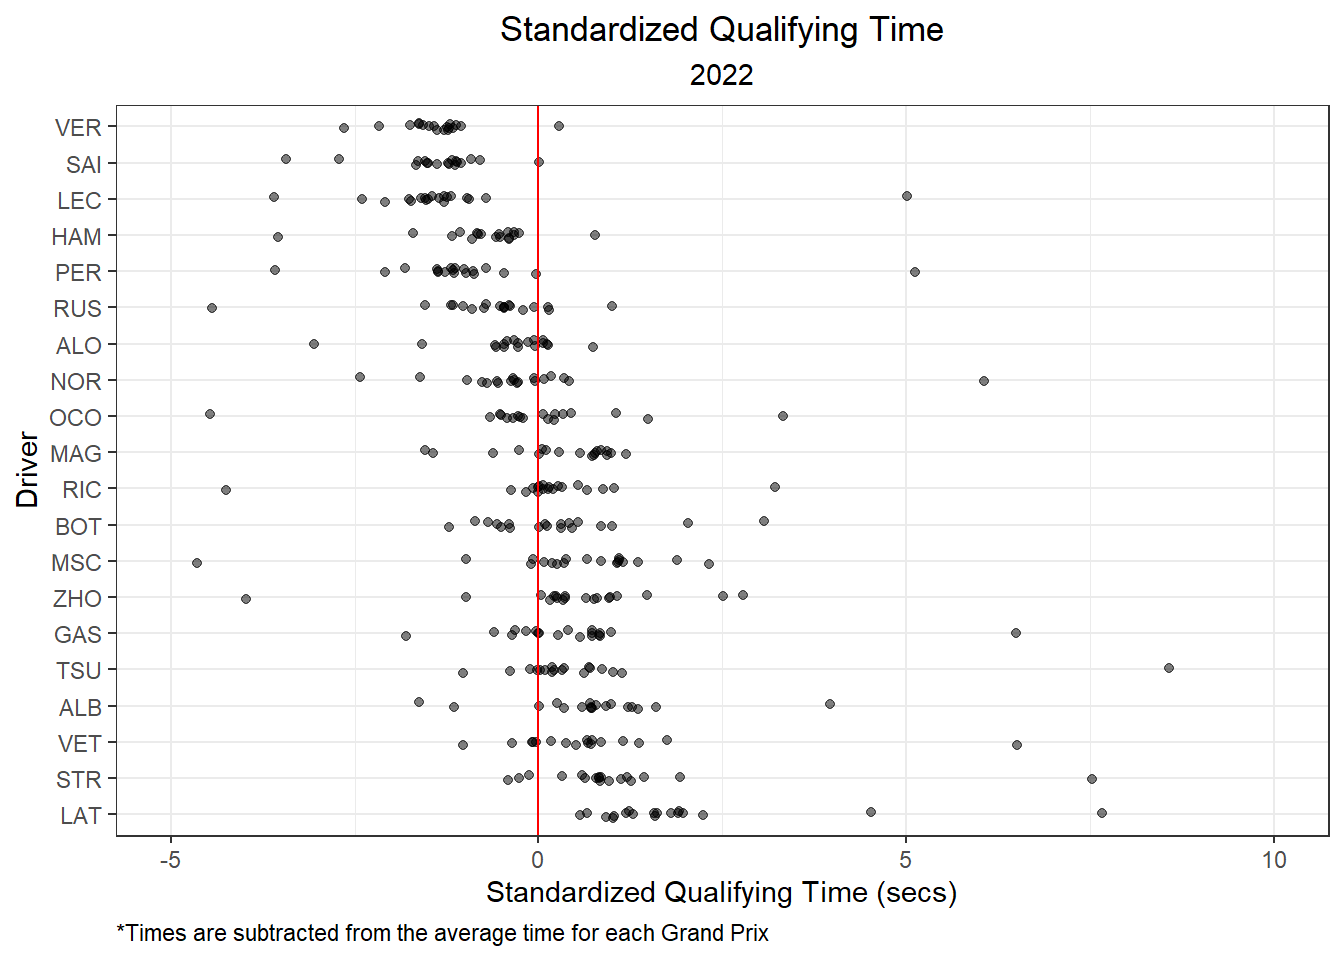 Standardized Qualifying Time
2022
VER
SAI
LEC
HAM
PER
RUS
ALO
NOR
OCO
MAG
RIC
BOT
MSC
ZHO
GAS
TSU
ALB
VET
STR
LAT
Driver
-5 0 5 10
Standardized Qualifying Time (secs)
*Times are subtracted from the average time for each Grand Prix